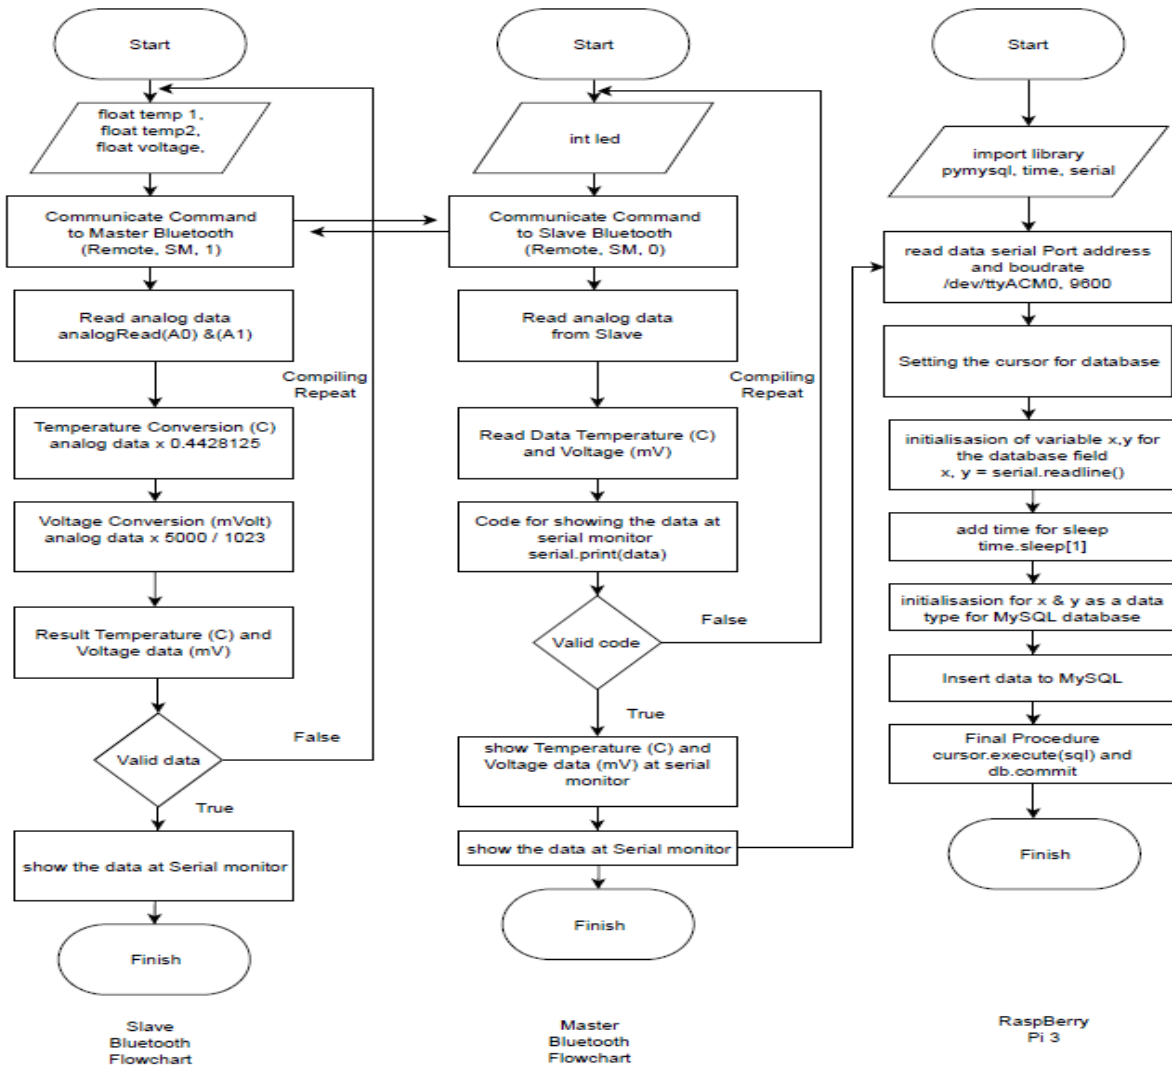 Start
float temp 1,
float temp2,
float voltage,
Communicate Command
to Master Bluetooth
(Remote, SM, 1)
Read analog data
analogRead(A0) &(A1)
Compiling
Repeat
Temperature Conversion (C)
analog data x 0.4428125
Voltage Conversion (mVolt)
analog data x 5000 / 1023
Result Temperature (C) and
Voltage data (mV)
Valid data
False
True
show the data at Serial monitor
Finish
Slave
Bluetooth
Flowchart
Start
int led
Communicate Command
to Slave Bluetooth
(Remote, SM, 0)
Read analog data
from Slave
Compiling
Repeat
Read Data Temperature (C)
and Voltage (mV)
Code for showing the data at
serial monitor
serial.print(data)
Valid code
False
True
show Temperature (C) and
Voltage data (mV) at serial
monitor
show the data at Serial monitor
Finish
Master
Bluetooth
Flowchart
Start
import library
pymysql, time, serial
read data serial Port address
and boudrate
/dev/ttyACM0, 9600
Setting the cursor for database
initialisasion of variable x,y for
the database field
x, y = serial.readline()
add time for sleep
time.sleep[1]
initialisasion for x & y as a data
type for MySQL database
Insert data to MySQL
Final Procedure
cursor.execute(sql) and
db.commit
Finish
RaspBerry
Pi 3